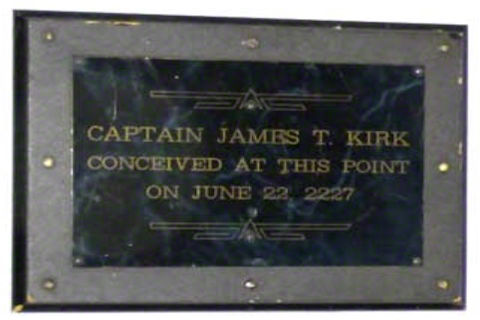 CAPTAIN JAMES T. KIRK
CONCEIVED AT THIS POINT
ON JUNE 22, 2227